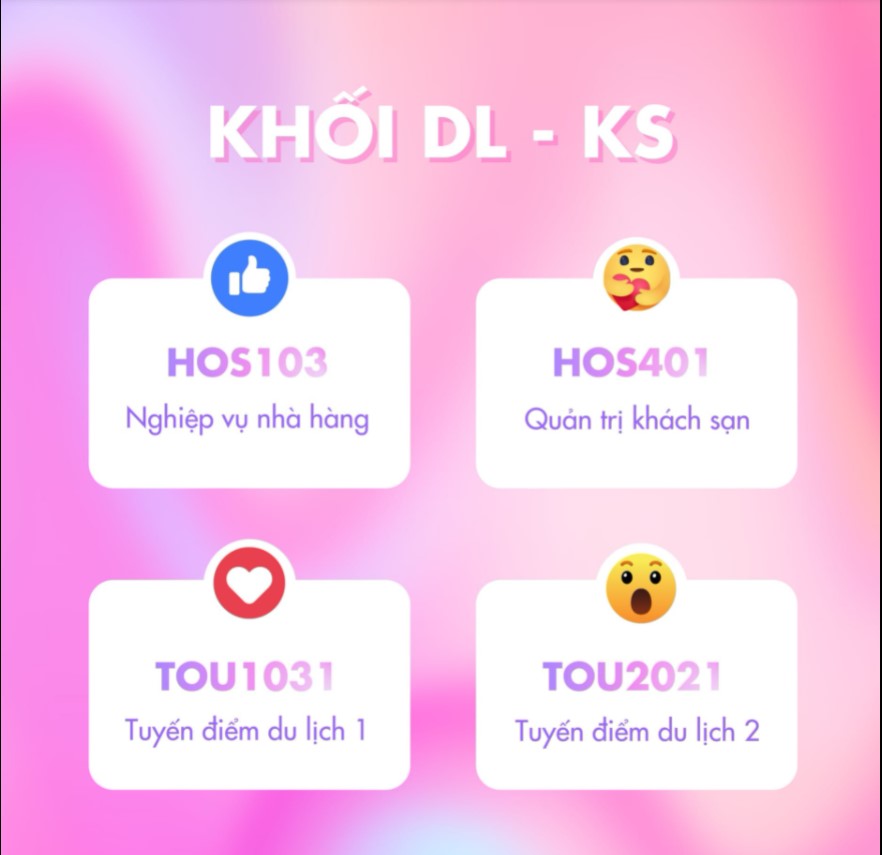 KHỐI DL - KS
HOS103
Nghiệp vụ nhà hàng
HOS401
Quản trị khách sạn
TOU1031
Tuyến điểm du lịch 1
TOU2021
Tuyến điểm du lịch 2